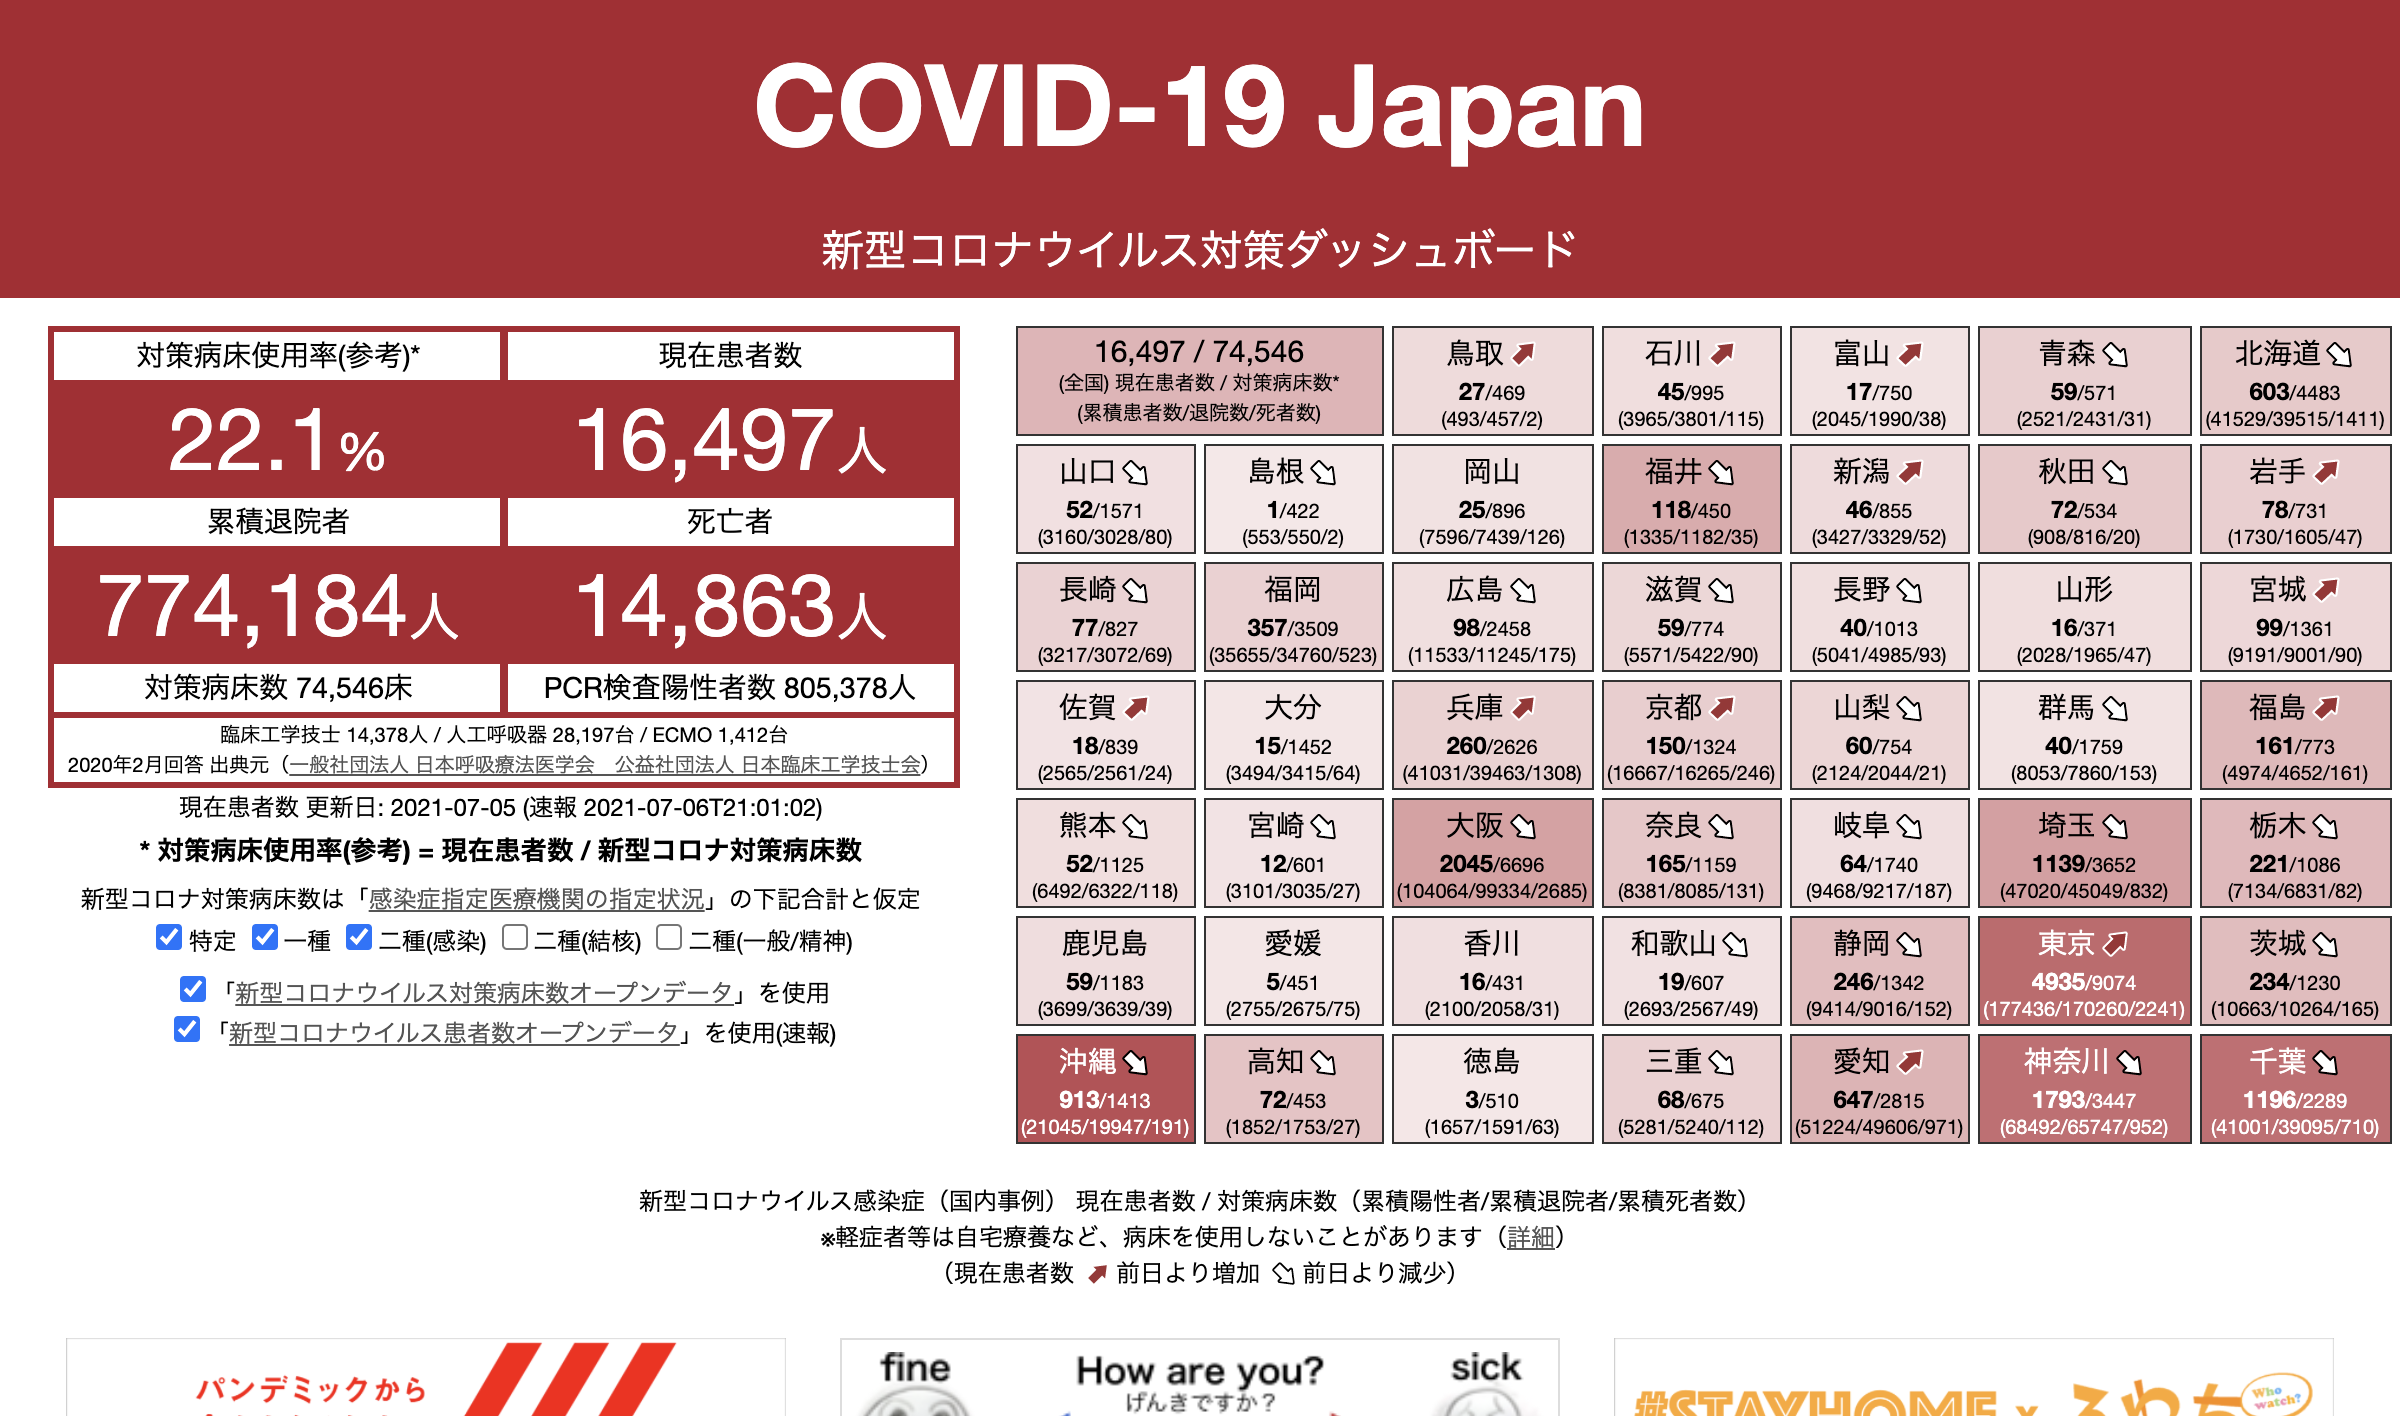 COVID-19 Japan
新型コロナウイルス対策ダッシュボード
対策病床使用率(参考)*
現在患者数
22.1%
16,497人
累積退院者
死亡者
774,184人
14,863人
対策病床数 74,546床
PCR検査陽性者数 805,378人
臨床工学技士 14,378人 / 人工呼吸器 28,197台 / ECMO 1,412台
2020年2月回答 出典元（一般社団法人 日本呼吸療法医学会　公益社団法人 日本臨床工学技士会）
現在患者数 更新日: 2021-07-05 (速報 2021-07-06T21:01:02)
* 対策病床使用率(参考) = 現在患者数 / 新型コロナ対策病床数
新型コロナ対策病床数は「感染症指定医療機関の指定状況」の下記合計と仮定
特定 一種 二種(感染) 二種(結核) 二種(一般/精神)
「新型コロナウイルス対策病床数オープンデータ」を使用
「新型コロナウイルス患者数オープンデータ」を使用(速報)
16,497 / 74,546
(全国) 現在患者数 / 対策病床数*
(累積患者数/退院数/死者数)
鳥取
27/469
(493/457/2)
石川
45/995
(3965/3801/115)
富山
17/750
(2045/1990/38)
青森
59/571
(2521/2431/31)
北海道
603/4483
(41529/39515/1411)
山口
52/1571
(3160/3028/80)
島根
1/422
(553/550/2)
岡山
25/896
(7596/7439/126)
福井
118/450
(1335/1182/35)
新潟
46/855
(3427/3329/52)
秋田
72/534
(908/816/20)
岩手
78/731
(1730/1605/47)
長崎
77/827
(3217/3072/69)
福岡
357/3509
(35655/34760/523)
広島
98/2458
(11533/11245/175)
滋賀
59/774
(5571/5422/90)
長野
40/1013
(5041/4985/93)
山形
16/371
(2028/1965/47)
宮城
99/1361
(9191/9001/90)
佐賀
18/839
(2565/2561/24)
大分
15/1452
(3494/3415/64)
兵庫
260/2626
(41031/39463/1308)
京都
150/1324
(16667/16265/246)
山梨
60/754
(2124/2044/21)
群馬
40/1759
(8053/7860/153)
福島
161/773
(4974/4652/161)
熊本
52/1125
(6492/6322/118)
宮崎
12/601
(3101/3035/27)
大阪
2045/6696
(104064/99334/2685)
奈良
165/1159
(8381/8085/131)
岐阜
64/1740
(9468/9217/187)
埼玉
1139/3652
(47020/45049/832)
栃木
221/1086
(7134/6831/82)
鹿児島
59/1183
(3699/3639/39)
愛媛
5/451
(2755/2675/75)
香川
16/431
(2100/2058/31)
和歌山
19/607
(2693/2567/49)
静岡
246/1342
(9414/9016/152)
東京
4935/9074
(177436/170260/2241)
茨城
234/1230
(10663/10264/165)
沖縄
913/1413
(21045/19947/191)
高知
72/453
(1852/1753/27)
徳島
3/510
(1657/1591/63)
三重
68/675
(5281/5240/112)
愛知
647/2815
(51224/49606/971)
神奈川
1793/3447
(68492/65747/952)
千葉
1196/2289
(41001/39095/710)
新型コロナウイルス感染症（国内事例） 現在患者数 / 対策病床数（累積陽性者/累積退院者/累積死者数）
※軽症者等は自宅療養など、病床を使用しないことがあります（詳細）
（現在患者数 前日より増加 前日より減少）
パンデミックから
fine
How are you?
sick
げんきですか？
#STAYHOME x ふわっち
Who watch?